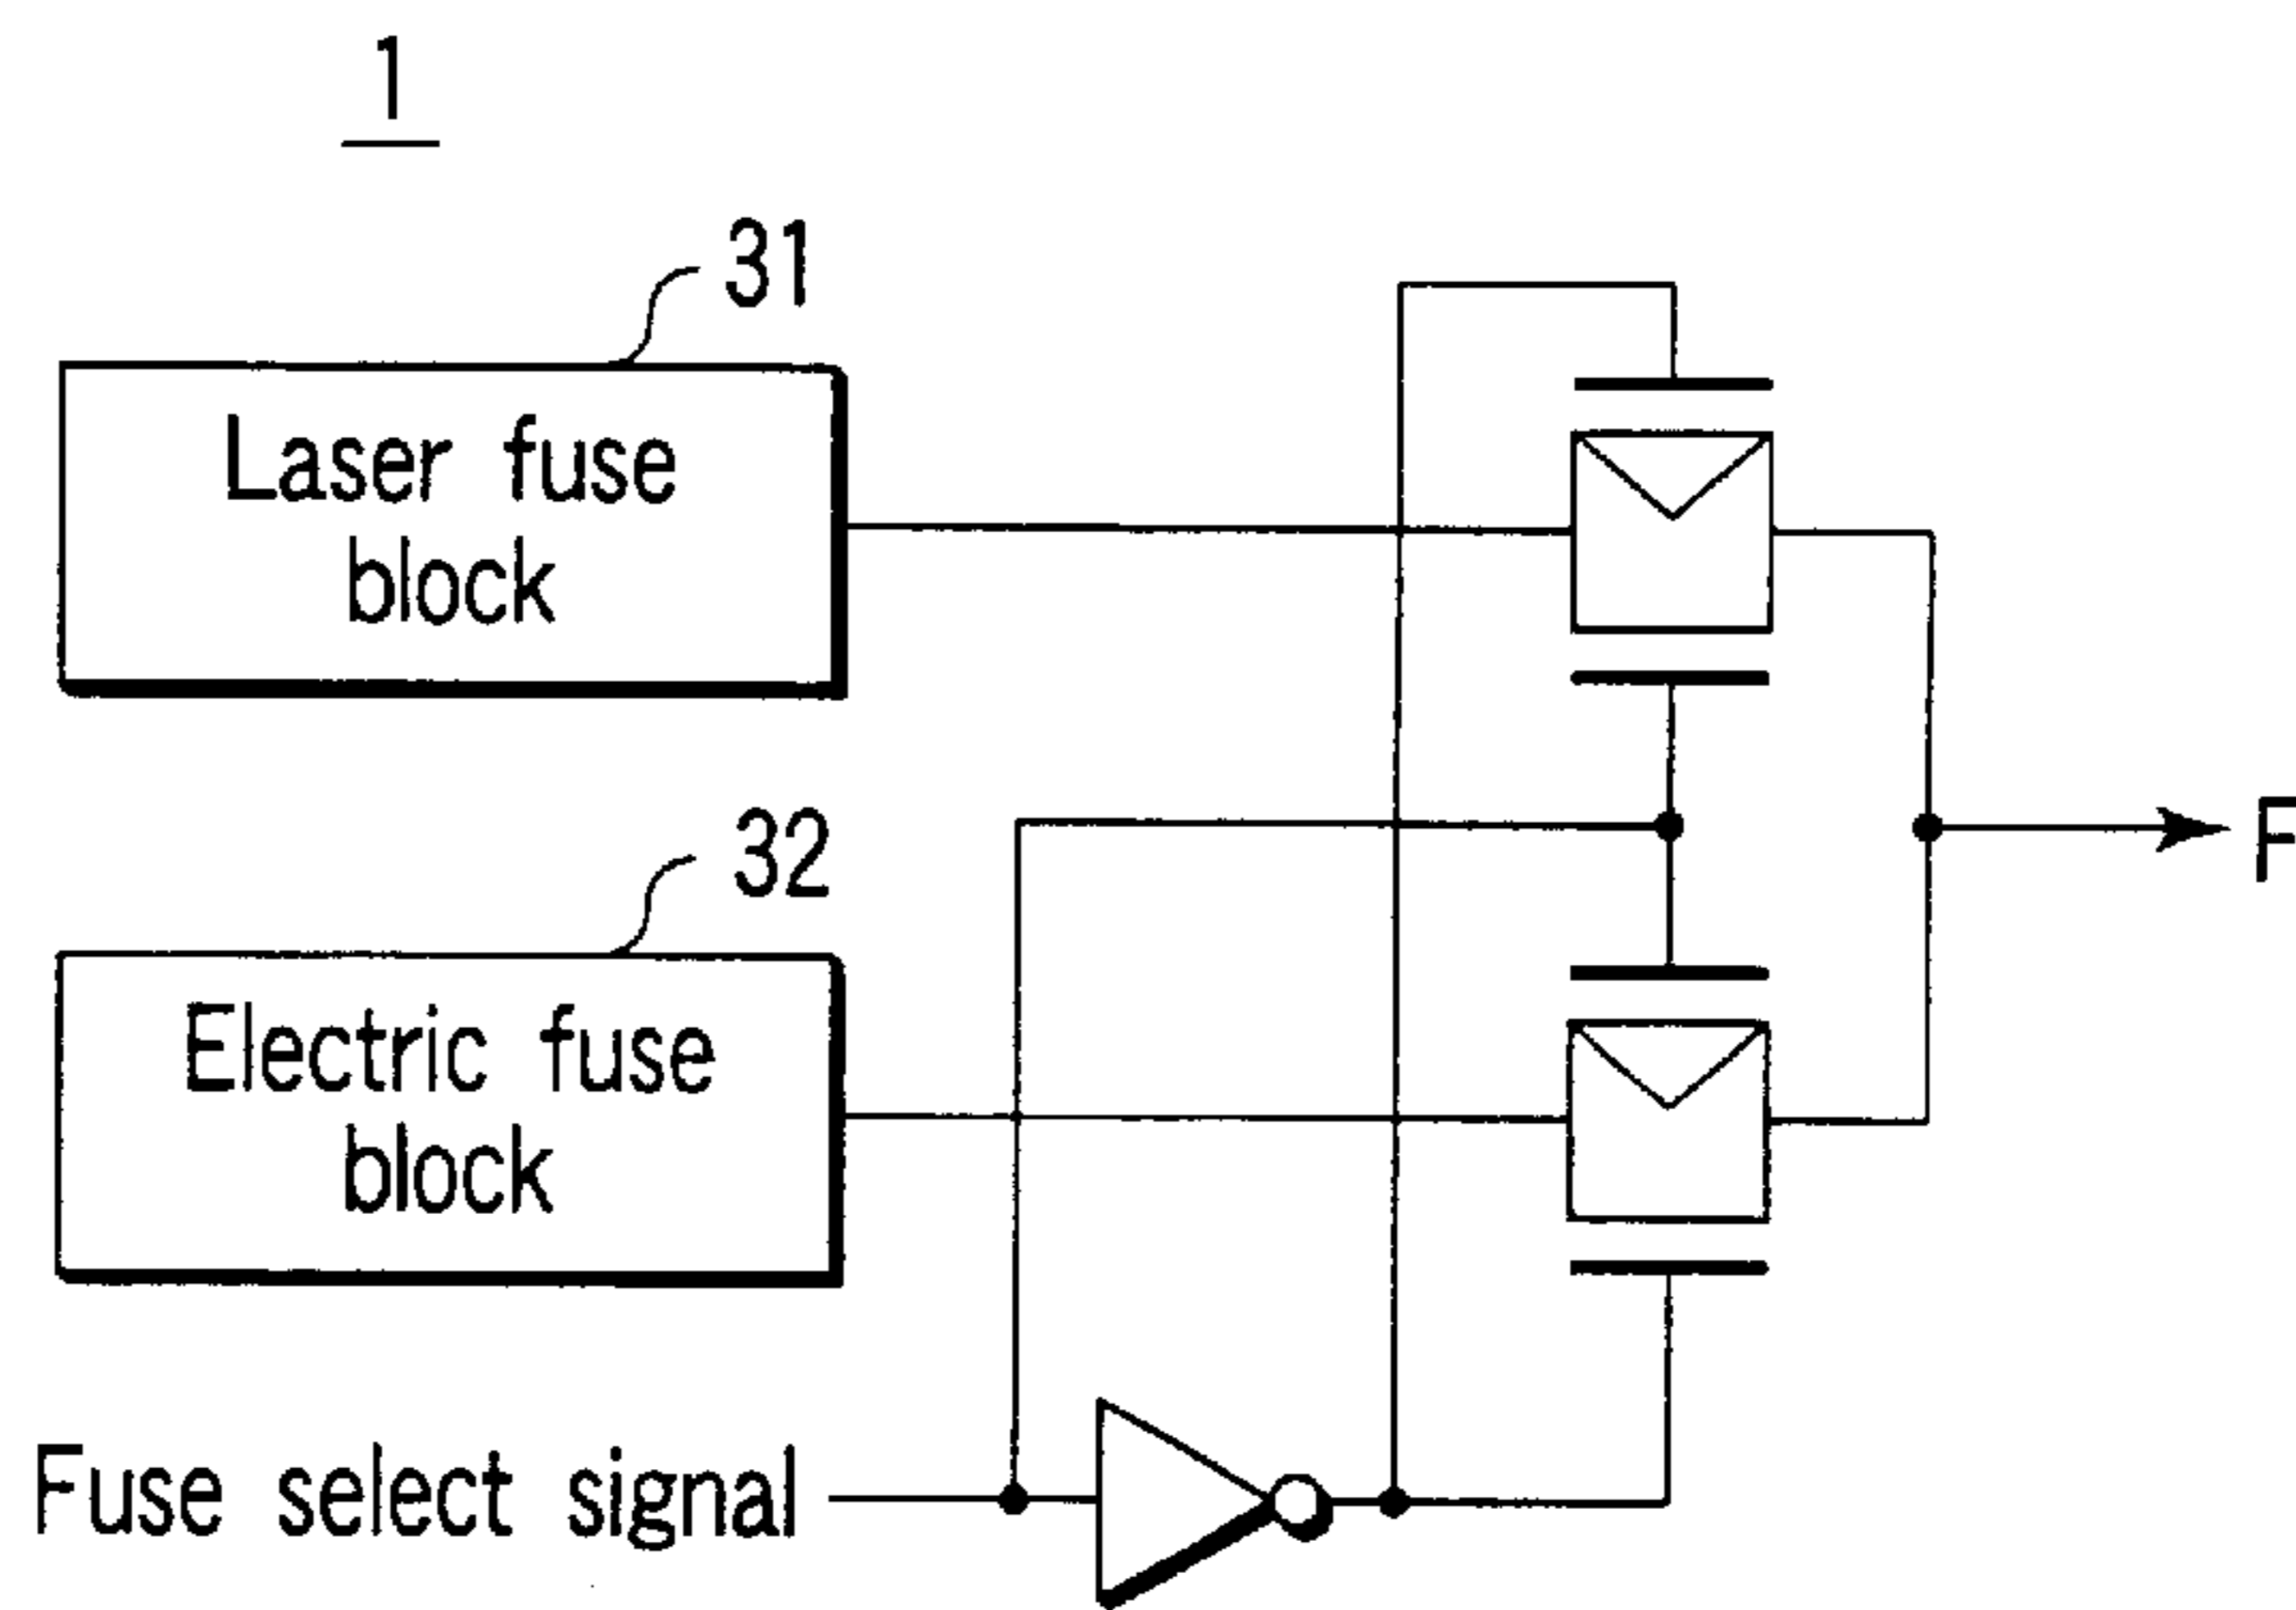 1
31
Laser fuse
block
32
F
Electric fuse
block
Fuse select signal